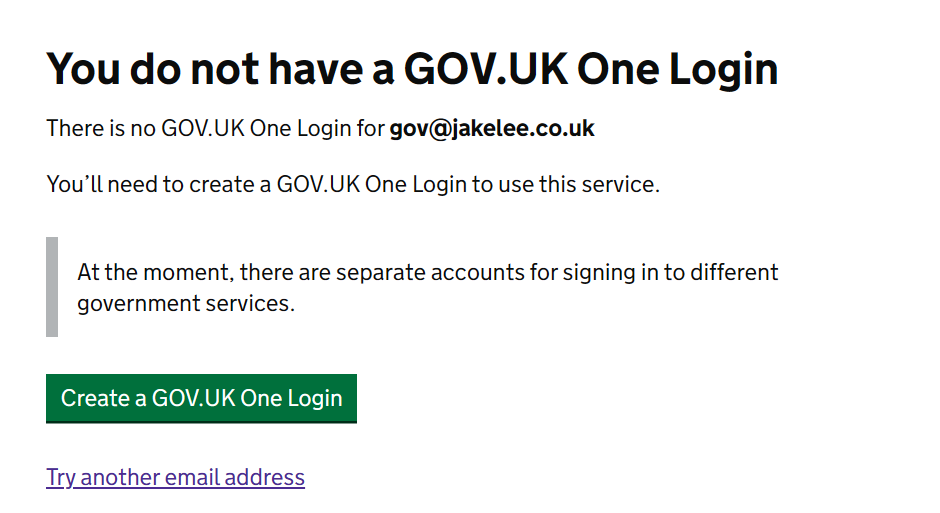 You do not have a GOV.UK One Login
There is no GOV.UK One Login for gov@jakelee.co.uk
You’ll need to create a GOV.UK One Login to use this service.
At the moment, there are separate accounts for signing in to different
government services.
Create a GOV.UK One Login
Try another email address